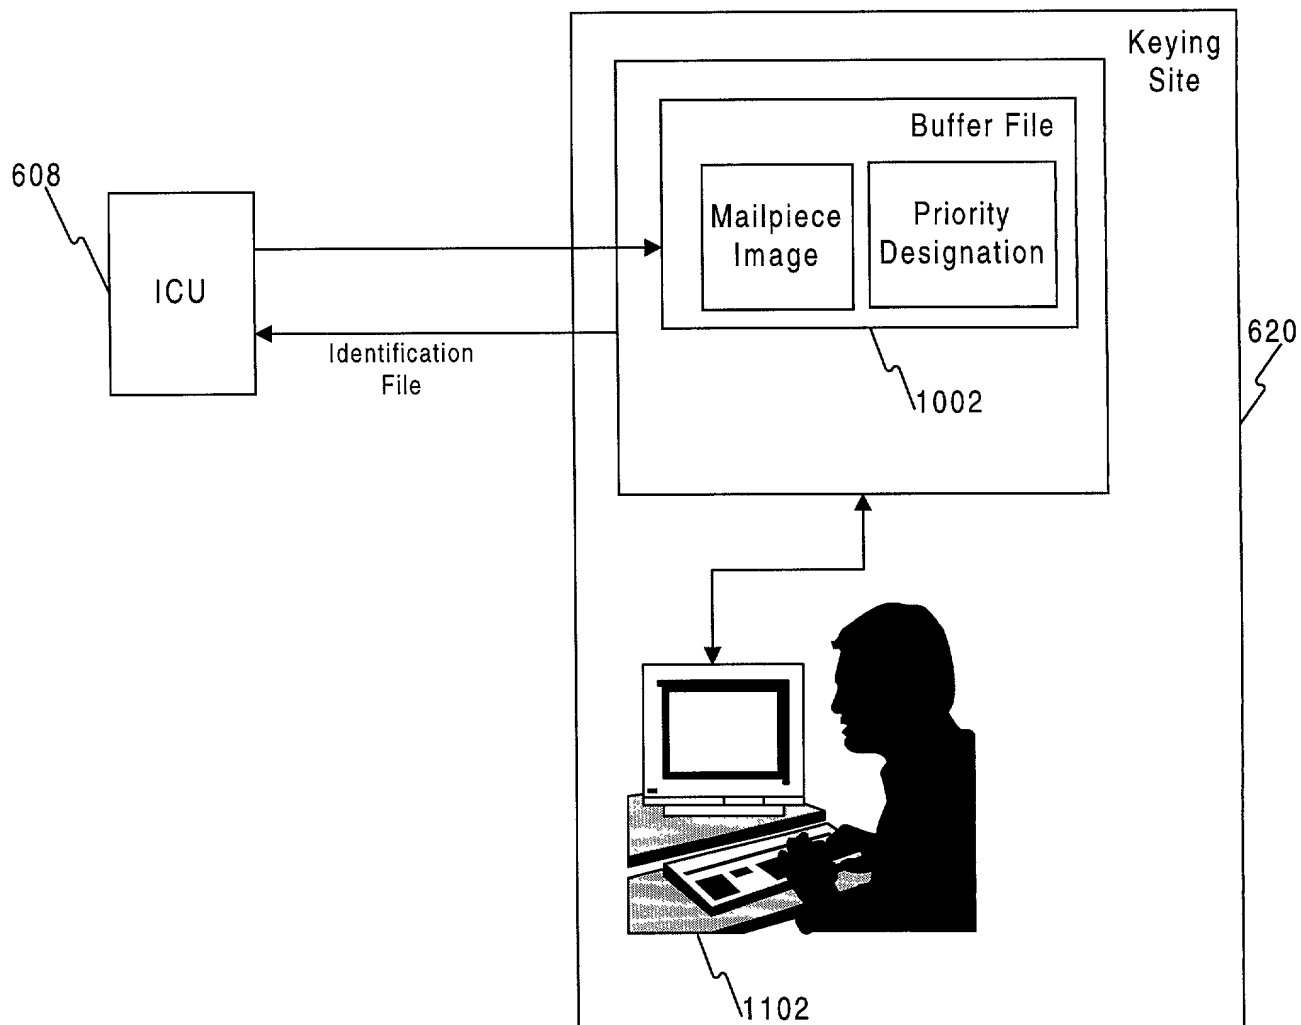 Keying
Site
Buffer File
608
Mailpiece
Image
Priority
Designation
ICU
620
Identification
File
1002
1102